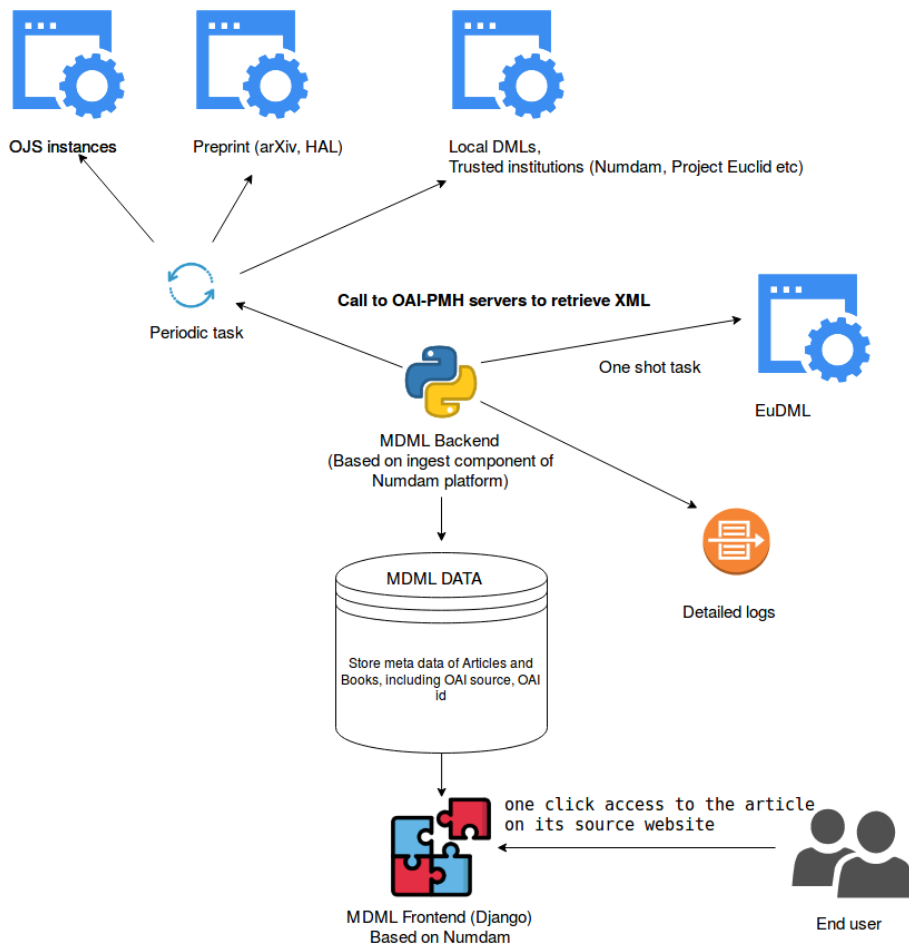 OJS instances
Preprint (arXiv, HAL)
Local DMLs,
Trusted institutions (Numdam, Project Euclid etc)
Call to OAI-PMH servers to retrieve XML
Periodic task
One shot task
EuDML
MDML Backend
(Based on ingest component of
Numdam platform)
MDML DATA
Detailed logs
Store meta data of Articles and
Books, including OAI source, OAI
id
one click access to the article
on its source website
MDML Frontend (Django)
Based on Numdam
End user